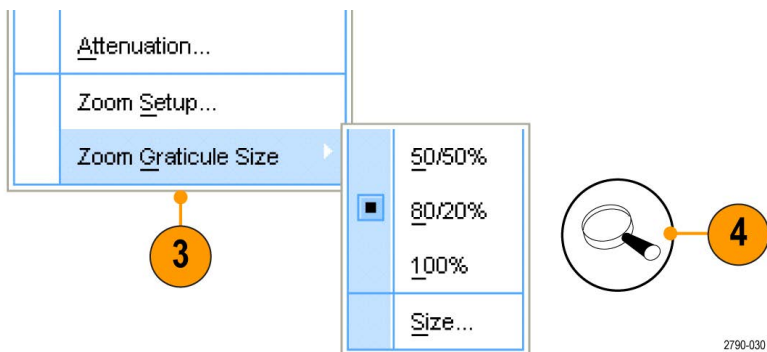 Attenuation...
Zoom Setup...
Zoom Graticule Size
50/50%
80/20%
100%
Size...
3
4
2790-030